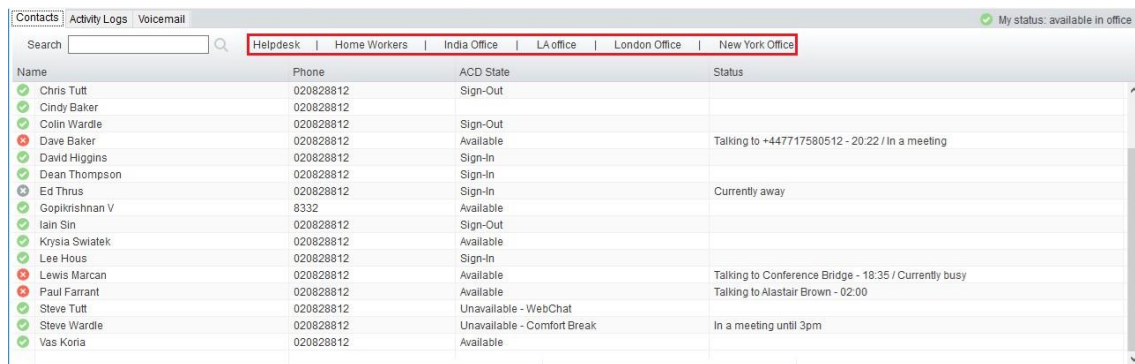 Contacts Activity Logs Voicemail My status: available in office
Search Helpdesk | Home Workers | India Office | LA office | London Office | New York Office
Name Phone ACD State Status
Chris Tutt 020828812 Sign-Out
Cindy Baker 020828812
Colin Wardle 020828812 Sign-Out
Dave Baker 020828812 Available Talking to +447717580512 - 20:22 / In a meeting
David Higgins 020828812 Sign-In
Dean Thompson 020828812 Sign-In
Ed Thrus 020828812 Sign-In Currently away
Gopikrishnan V 8332 Available
Iain Sin 020828812 Sign-Out
Krysia Swiatek 020828812 Available
Lee Hous 020828812 Sign-In
Lewis Marcan 020828812 Available Talking to Conference Bridge - 18:35 / Currently busy
Paul Farrant 020828812 Available Talking to Alastair Brown - 02:00
Steve Tutt 020828812 Unavailable - WebChat
Steve Wardle 020828812 Unavailable - Comfort Break In a meeting until 3pm
Vas Koria 020828812 Available